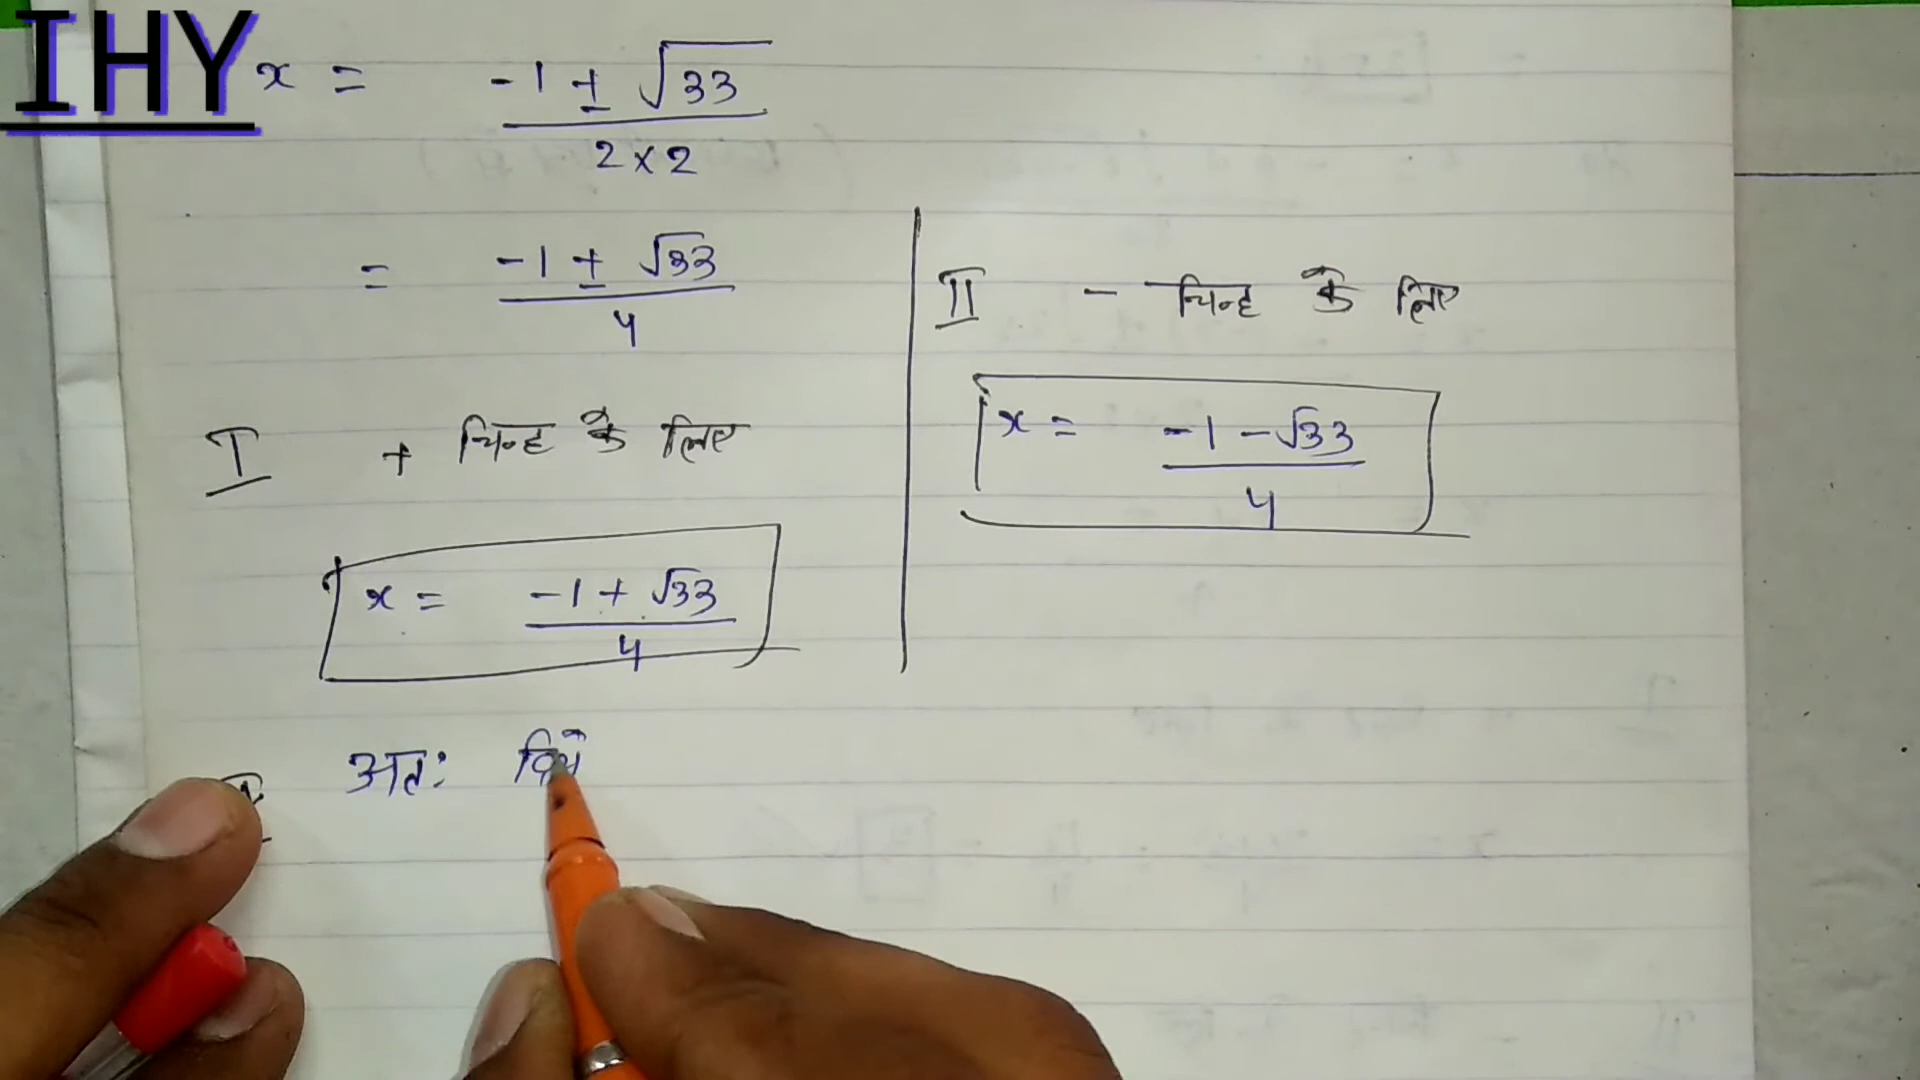 IHY
x = -1 ± √33
2 x 2
= -1 ± √33
4
I + चिन्ह के लिए
x = -1 + √33
4
II - चिन्ह के लिए
x = -1 - √33
4
अतः